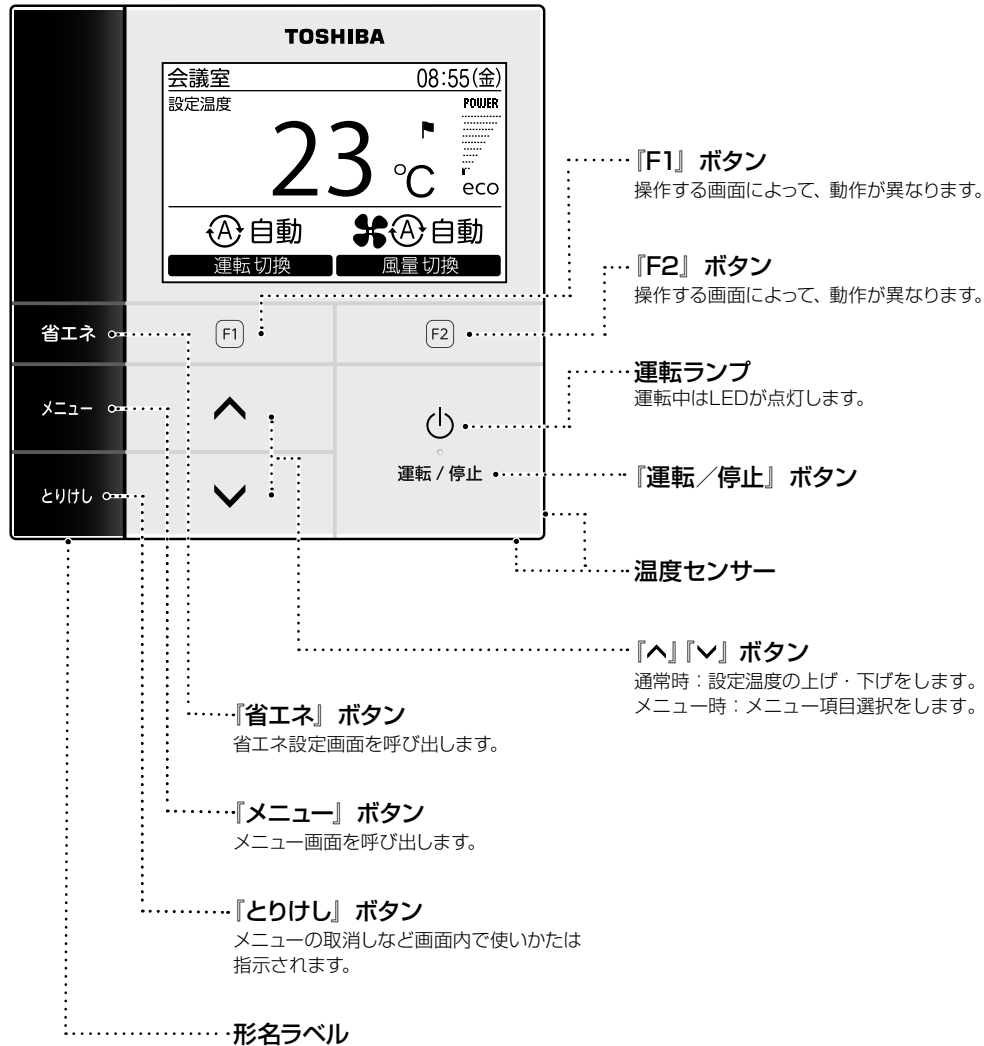 TOSHIBA
会議室 08:55(金)
設定温度 POWER
23 ℃
eco
Ⓐ 自動 Ⓐ 自動
運転切換 風量切換
省エネ F1 F2
メニュー
運転 / 停止
とりけし
『F1』 ボタン
操作する画面によって、動作が異なります。
『F2』 ボタン
操作する画面によって、動作が異なります。
運転ランプ
運転中はLEDが点灯します。
『運転／停止』 ボタン
温度センサー
『∧』『∨』 ボタン
通常時：設定温度の上げ・下げをします。
メニュー時：メニュー項目選択をします。
『省エネ』 ボタン
省エネ設定画面を呼び出します。
『メニュー』 ボタン
メニュー画面を呼び出します。
『とりけし』 ボタン
メニューの取消しなど画面内で使いかたは
指示されます。
形名ラベル